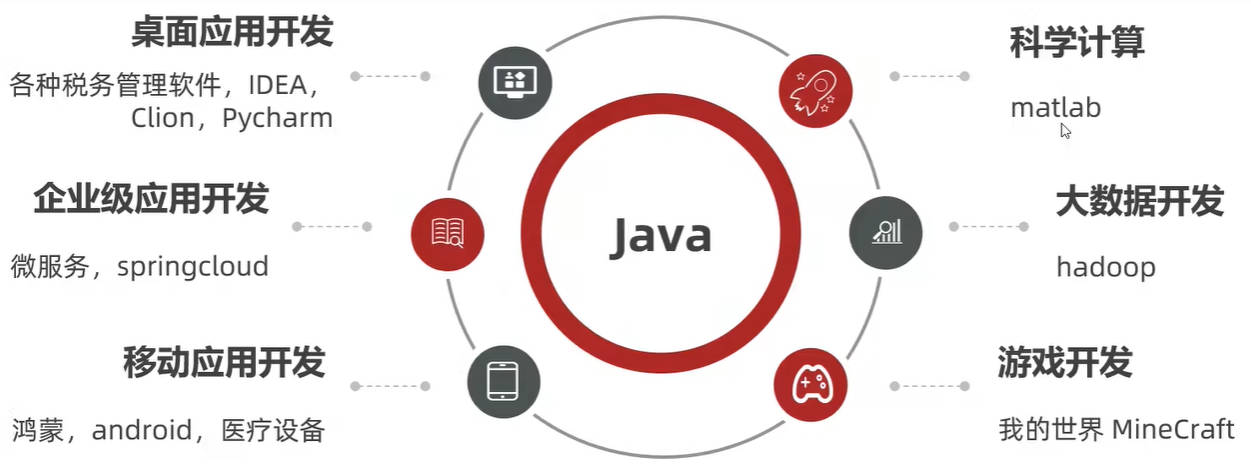 桌面应用开发
各种税务管理软件，IDEA，
Clion，Pycharm
企业级应用开发
微服务，springcloud
移动应用开发
鸿蒙，android，医疗设备
Java
科学计算
matlab
大数据开发
hadoop
游戏开发
我的世界 MineCraft